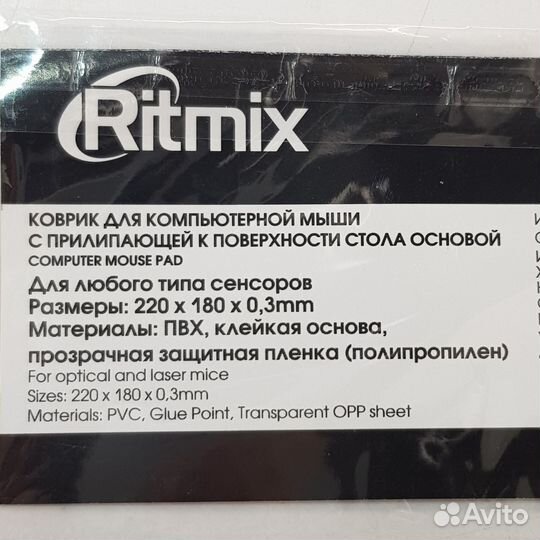 Ritmix
КОВРИК ДЛЯ КОМПЬЮТЕРНОЙ МЫШИ
С ПРИЛИПАЮЩЕЙ К ПОВЕРХНОСТИ СТОЛА ОСНОВОЙ
COMPUTER MOUSE PAD
Для любого типа сенсоров
Размеры: 220 x 180 x 0,3mm
Материалы: ПВХ, клейкая основа,
прозрачная защитная пленка (полипропилен)
For optical and laser mice
Sizes: 220 x 180 x 0,3mm
Materials: PVC, Glue Point, Transparent OPP sheet
Avito